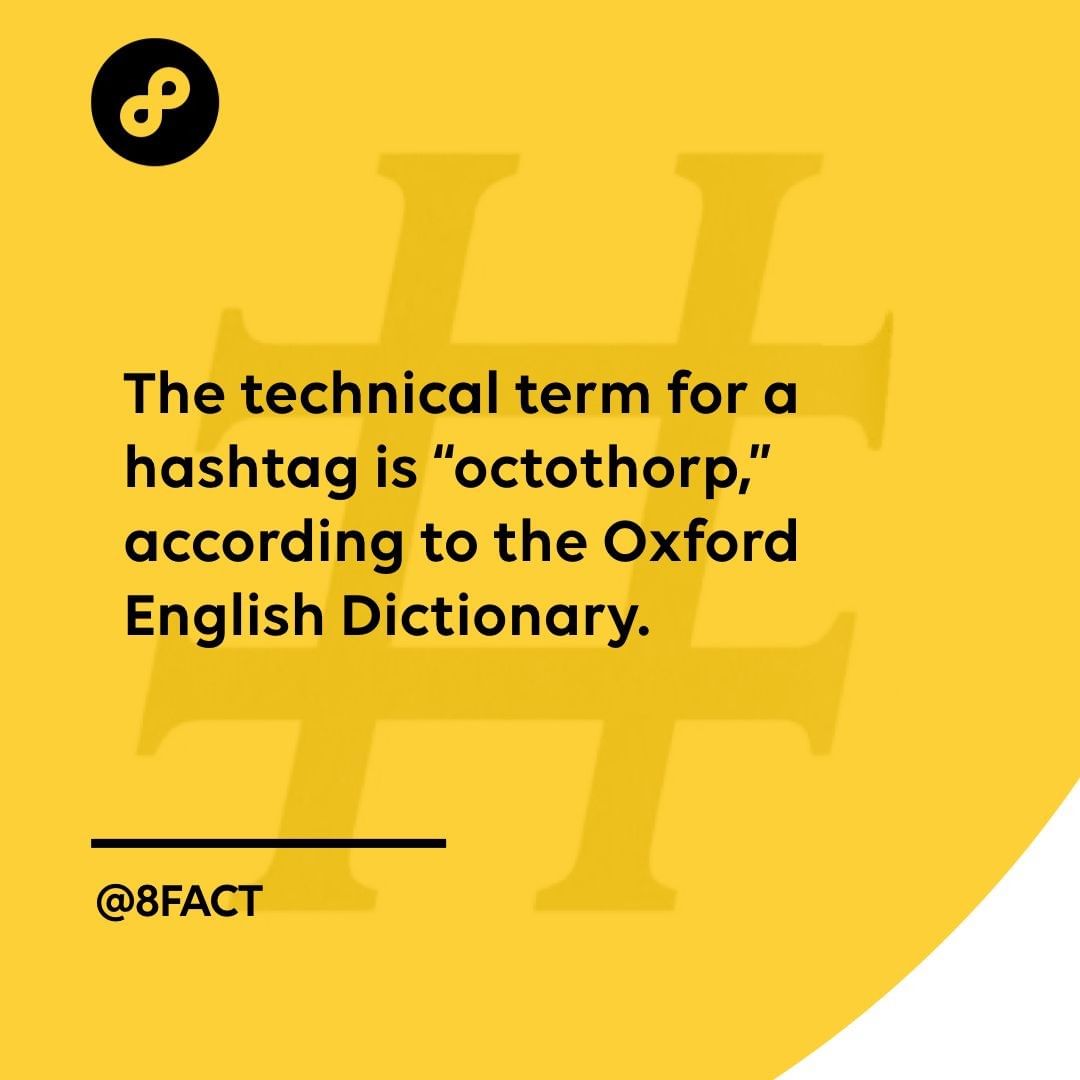 The technical term for a
hashtag is “octothorp,”
according to the Oxford
English Dictionary.
@8FACT